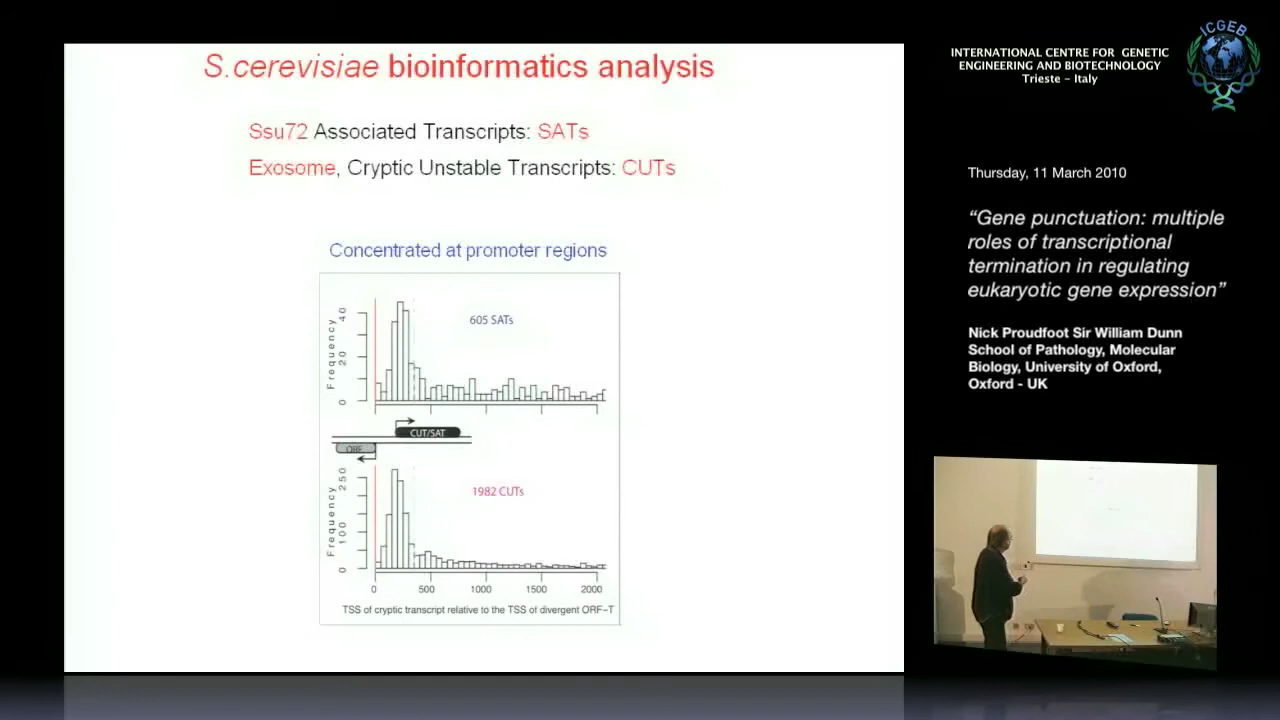 S.cerevisiae bioinformatics analysis
Ssu72 Associated Transcripts: SATs
Exosome, Cryptic Unstable Transcripts: CUTs
Concentrated at promoter regions
Frequency
0 20 40
605 SATs
CUT/SAT
ORF
Frequency
0 100 250
1982 CUTs
0 500 1000 1500 2000
TSS of cryptic transcript relative to the TSS of divergent ORF-T
INTERNATIONAL CENTRE FOR GENETIC
ENGINEERING AND BIOTECHNOLOGY
Trieste - Italy
ICGEB
Thursday, 11 March 2010
“Gene punctuation: multiple
roles of transcriptional
termination in regulating
eukaryotic gene expression”
Nick Proudfoot Sir William Dunn
School of Pathology, Molecular
Biology, University of Oxford,
Oxford - UK